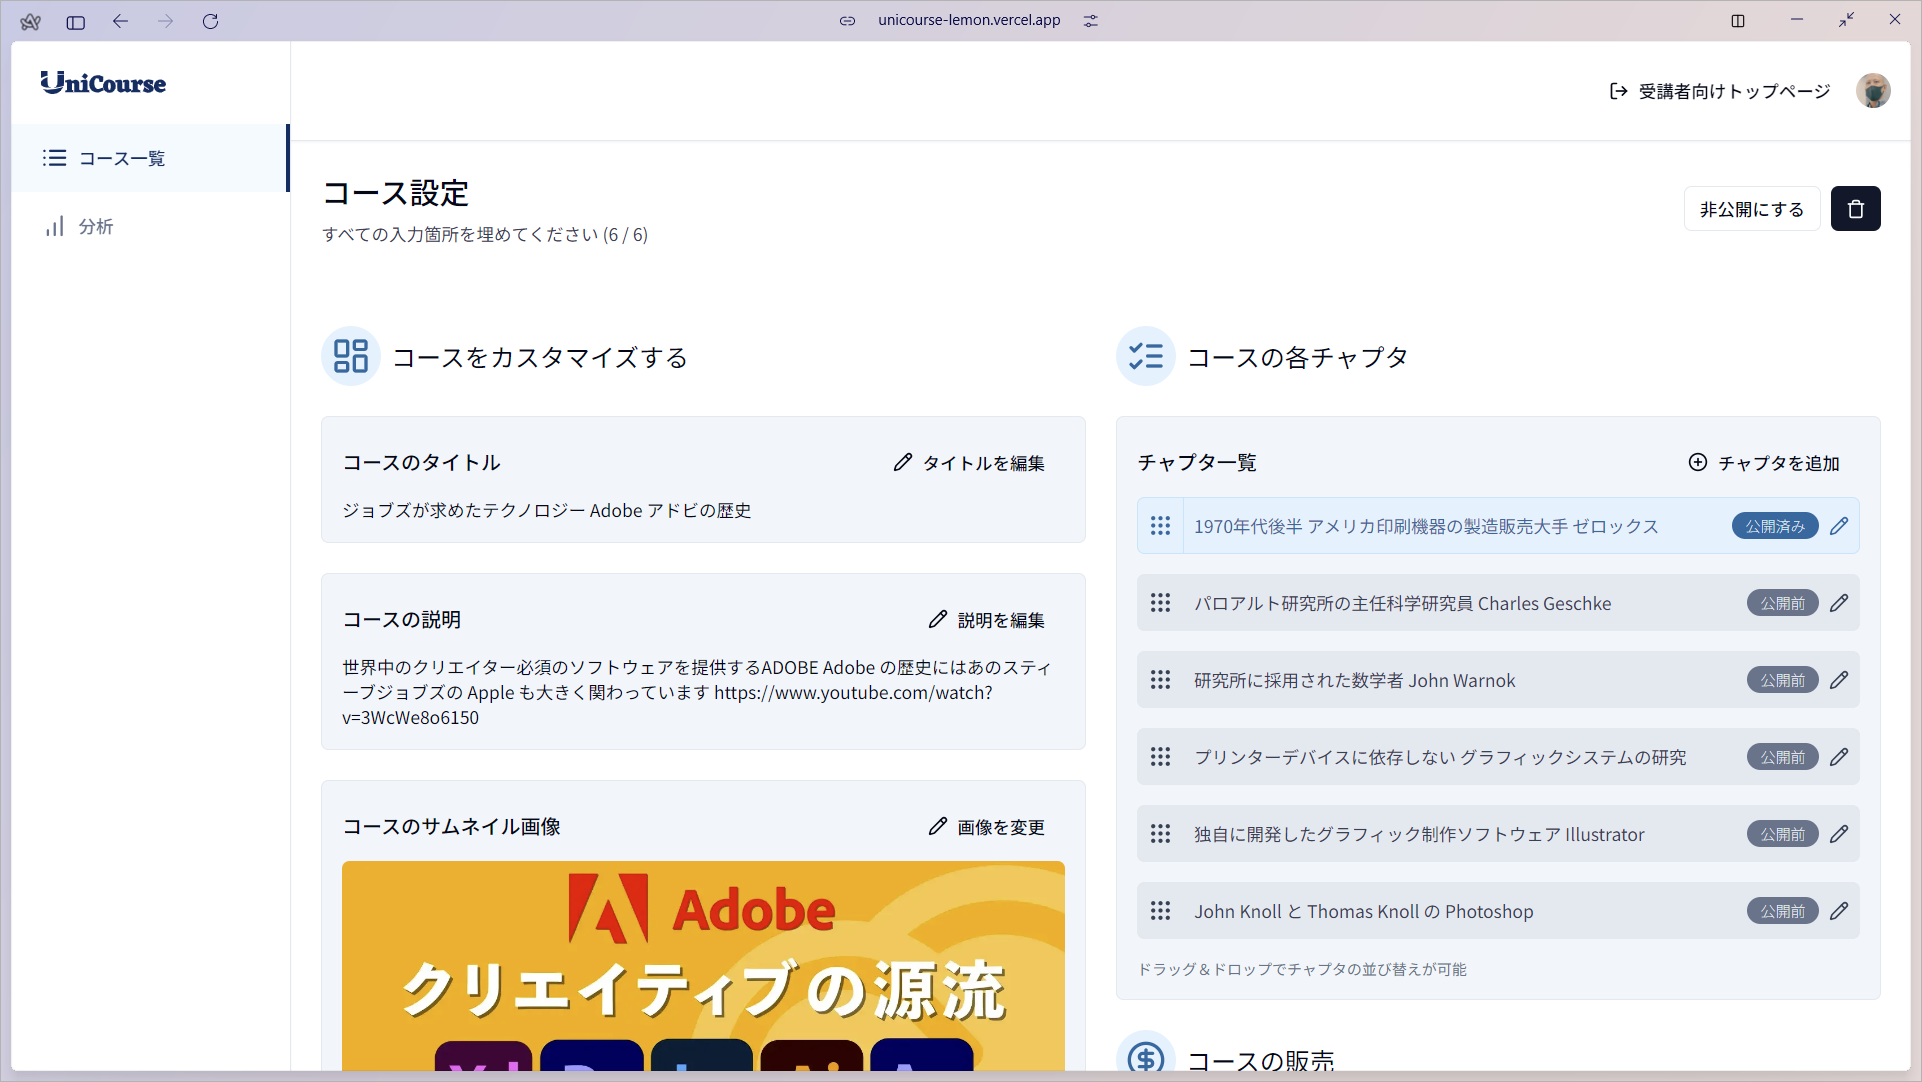 unicourse-lemon.vercel.app
UniCourse
受講者向けトップページ
コース一覧
分析
コース設定
すべての入力箇所を埋めてください (6 / 6)
非公開にする
コースをカスタマイズする
コースのタイトル
タイトルを編集
ジョブズが求めたテクノロジー Adobe アドビの歴史
コースの説明
説明を編集
世界中のクリエイター必須のソフトウェアを提供するADOBE Adobe の歴史にはあのスティ
ーブジョブズの Apple も大きく関わっています https://www.youtube.com/watch?
v=3WcWe8o6150
コースのサムネイル画像
画像を変更
Adobe
クリエイティブの源流
コースの各チャプタ
チャプタ一覧
チャプタを追加
1970年代後半 アメリカ印刷機器の製造販売大手 ゼロックス
公開済み
パロアルト研究所の主任科学研究員 Charles Geschke
公開前
研究所に採用された数学者 John Warnok
公開前
プリンターデバイスに依存しない グラフィックシステムの研究
公開前
独自に開発したグラフィック制作ソフトウェア Illustrator
公開前
John Knoll と Thomas Knoll の Photoshop
公開前
ドラッグ＆ドロップでチャプタの並び替えが可能
コースの販売